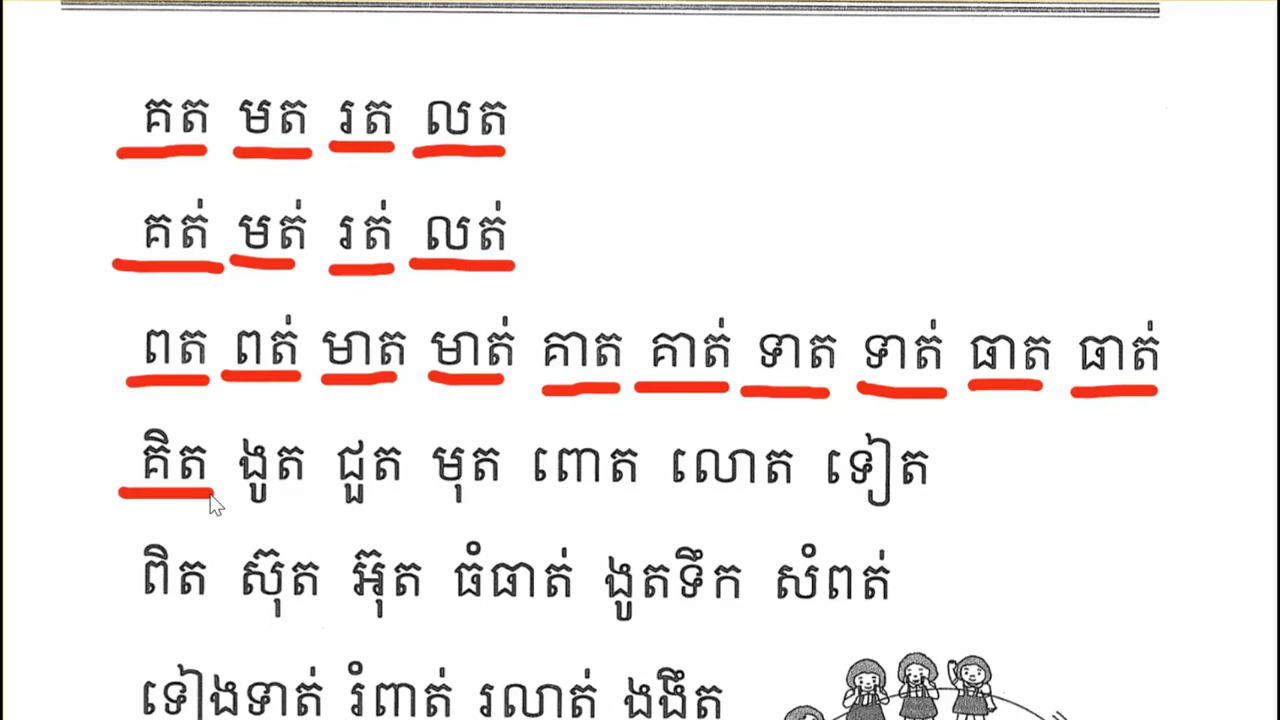 គត មត រត លត
គត់ មត់ រត់ លត់
ពត ពត់ មាត មាត់ គាត គាត់ ទាត ទាត់ ធាត ធាត់
គិត ងូត ជួត មុត ពោត លោត ទៀត
ពិត ស៊ុត អ៊ុត ធំធាត់ ងូតទឹក សំពត់
ទៀងទាត់ រំពាត់ រលាត់ ងងឹត